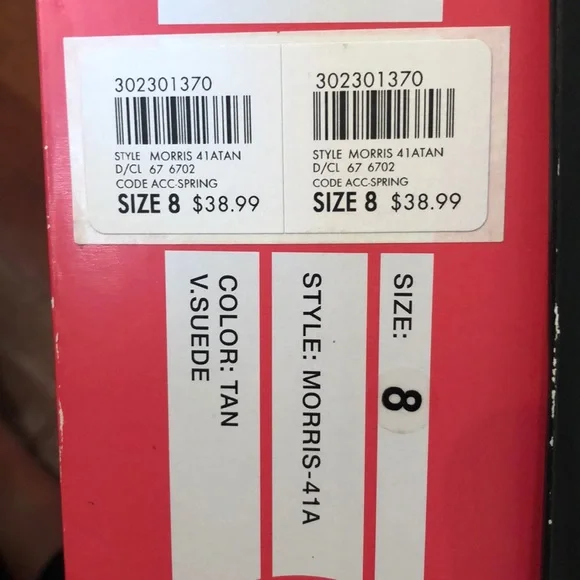 302301370
STYLE MORRIS 41ATAN
D/CL 67 6702
CODE ACC-SPRING
SIZE 8 $38.99
302301370
STYLE MORRIS 41ATAN
D/CL 67 6702
CODE ACC-SPRING
SIZE 8 $38.99
SIZE: 8
STYLE: MORRIS-41A
COLOR: TAN
V.SUEDE